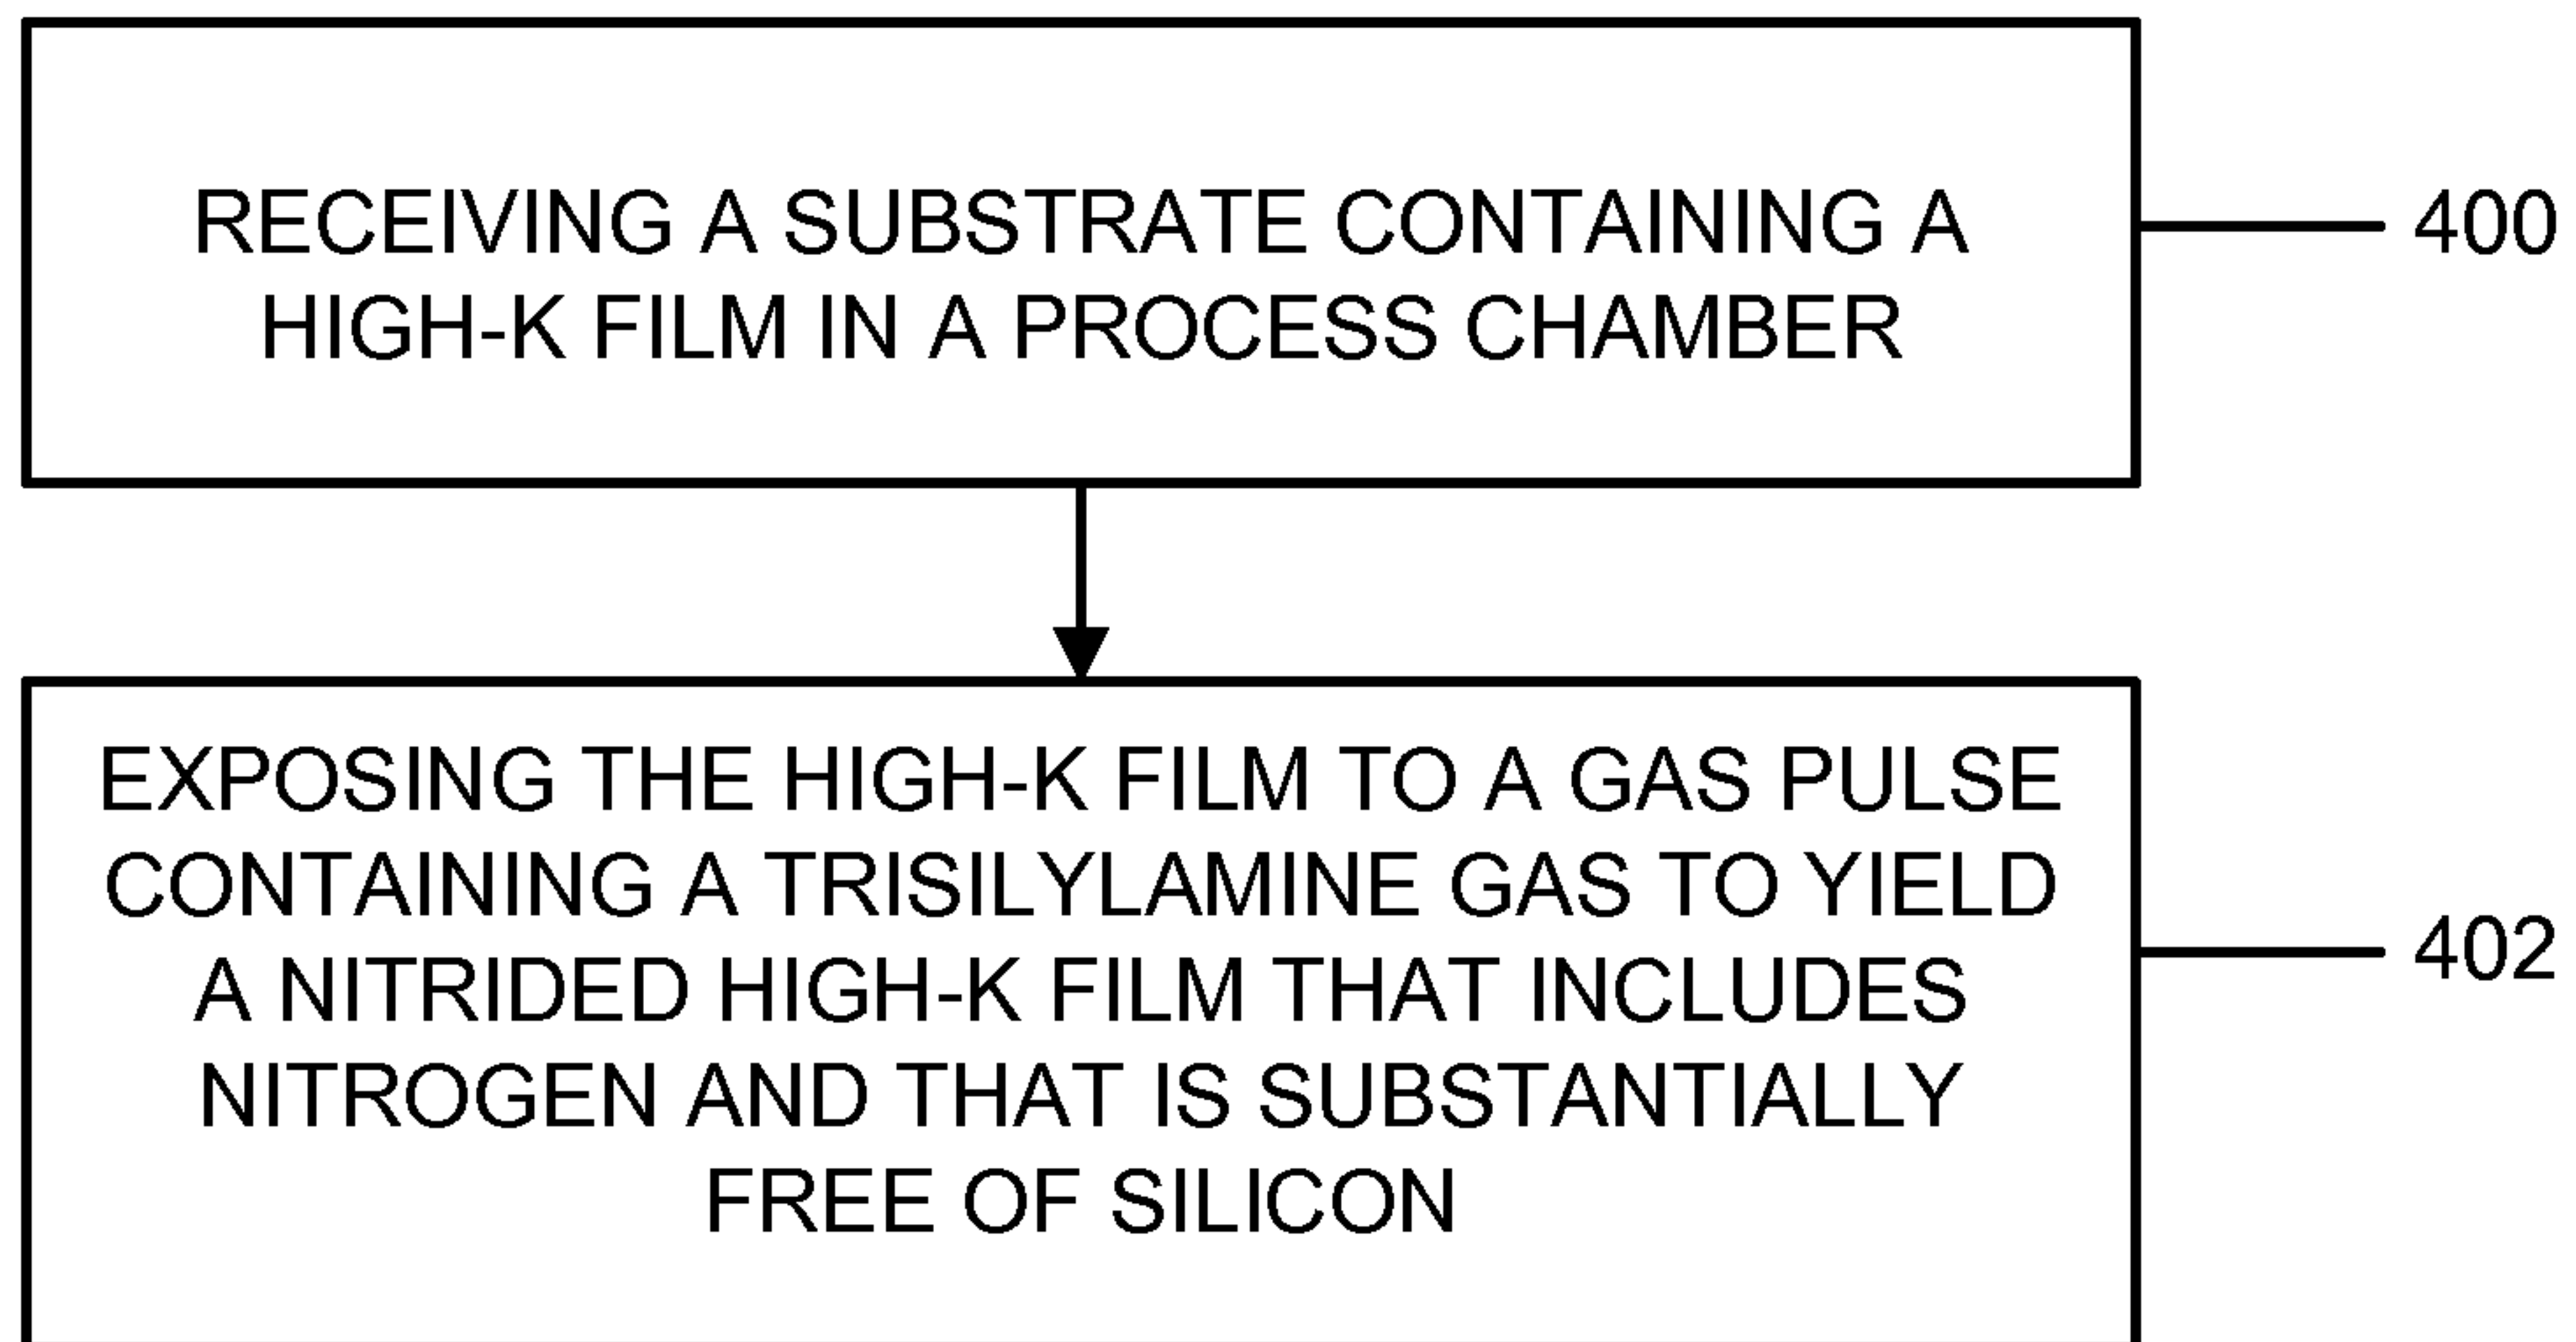 RECEIVING A SUBSTRATE CONTAINING A
HIGH-K FILM IN A PROCESS CHAMBER
400
EXPOSING THE HIGH-K FILM TO A GAS PULSE
CONTAINING A TRISILYLAMINE GAS TO YIELD
A NITRIDED HIGH-K FILM THAT INCLUDES
NITROGEN AND THAT IS SUBSTANTIALLY
FREE OF SILICON
402